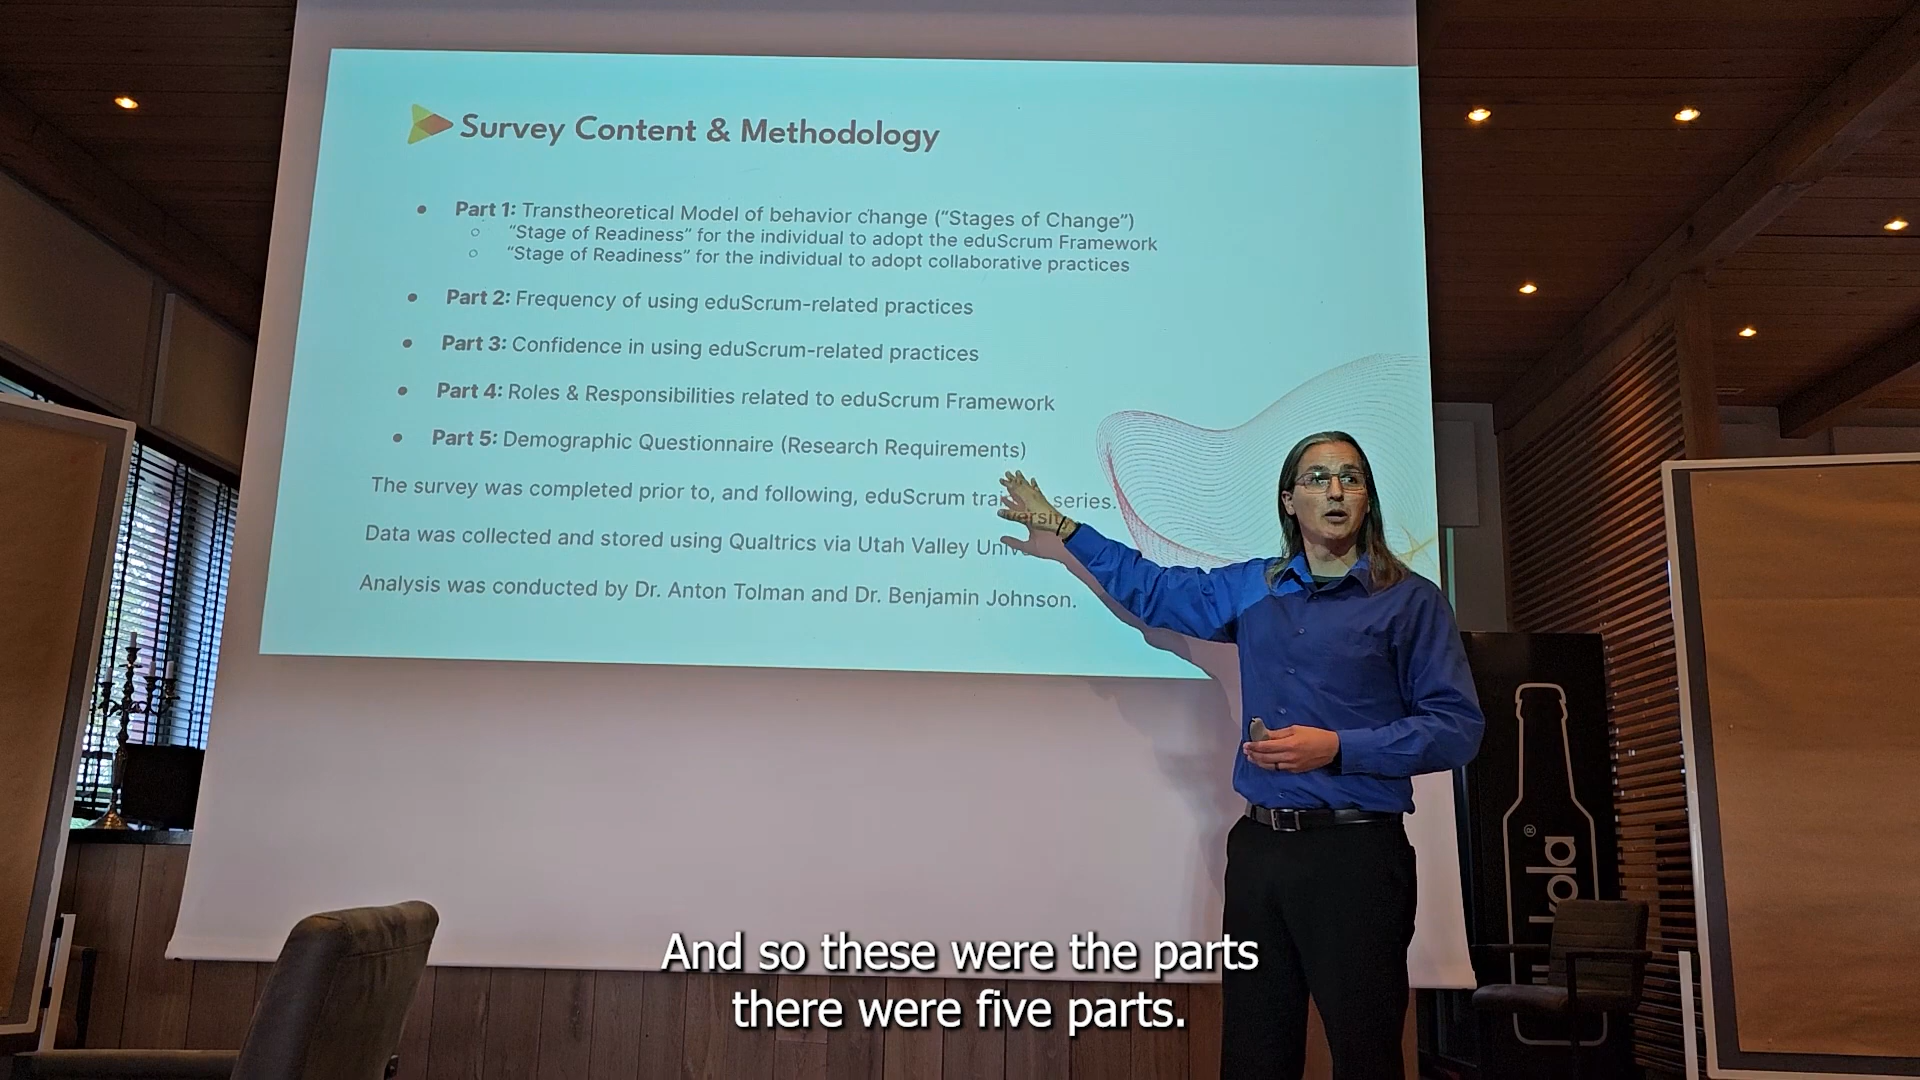 Survey Content & Methodology
● Part 1: Transtheoretical Model of behavior change (“Stages of Change”)
○ “Stage of Readiness” for the individual to adopt the eduScrum Framework
○ “Stage of Readiness” for the individual to adopt collaborative practices
● Part 2: Frequency of using eduScrum-related practices
● Part 3: Confidence in using eduScrum-related practices
● Part 4: Roles & Responsibilities related to eduScrum Framework
● Part 5: Demographic Questionnaire (Research Requirements)
The survey was completed prior to, and following, eduScrum series.
Data was collected and stored using Qualtrics via Utah Valley University
Analysis was conducted by Dr. Anton Tolman and Dr. Benjamin Johnson.
kola®
And so these were the parts
there were five parts.